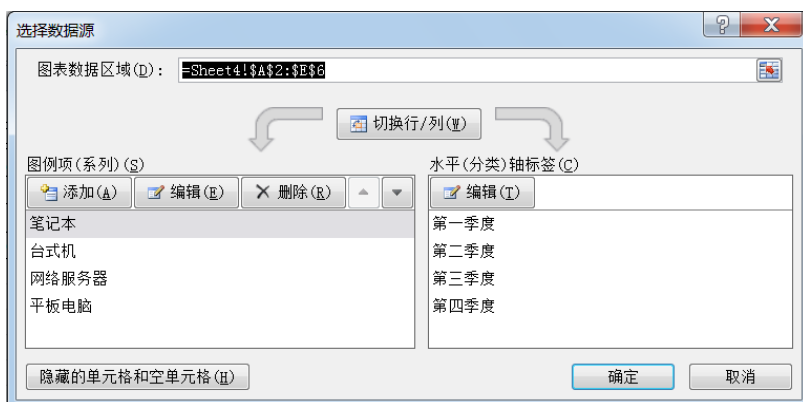 选择数据源
图表数据区域(D): =Sheet4!$A$2:$E$6
切换行/列(W)
图例项(系列)(S)
水平(分类)轴标签(C)
添加(A) 编辑(E) 删除(R)
编辑(T)
笔记本
台式机
网络服务器
平板电脑
第一季度
第二季度
第三季度
第四季度
隐藏的单元格和空单元格(H)
确定
取消